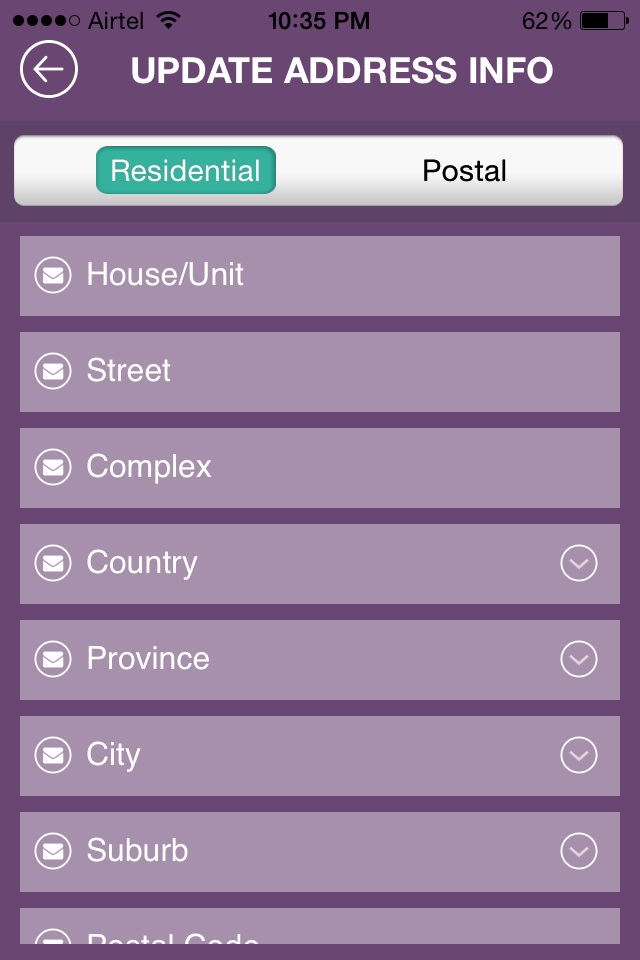 Airtel 10:35 PM 62%
UPDATE ADDRESS INFO
Residential Postal
House/Unit
Street
Complex
Country
Province
City
Suburb
Postal Code